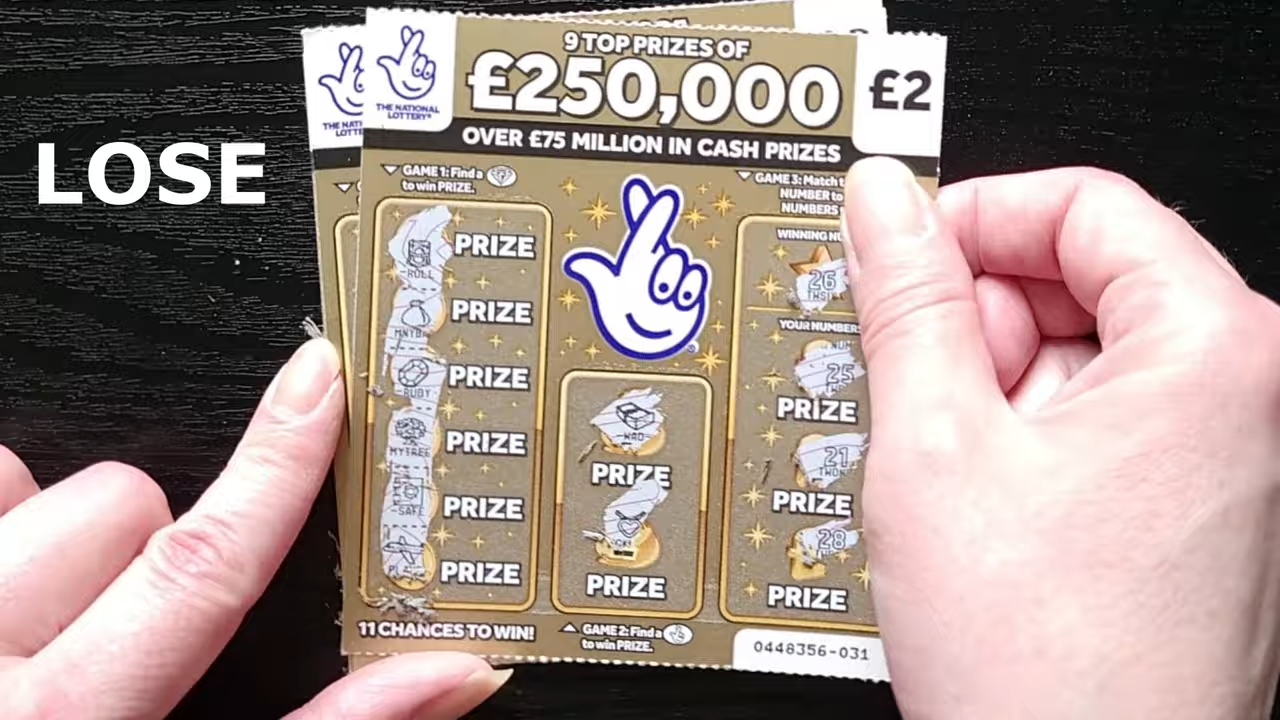 LOSE
THE NATIONAL
LOTTERY®
9 TOP PRIZES OF
£250,000
£2
OVER £75 MILLION IN CASH PRIZES
GAME 1: Find a
to win PRIZE.
ROLL
PRIZE
PRIZE
RUBY
PRIZE
MYTREE
PRIZE
SAFE
PRIZE
PRIZE
11 CHANCES TO WIN!
WAD
PRIZE
PRIZE
GAME 2: Find a
to win PRIZE.
GAME 3: Match
NUMBER to
NUMBERS
WINNING
26
YOUR NUMBERS
25
PRIZE
21
PRIZE
28
PRIZE
0448356-031